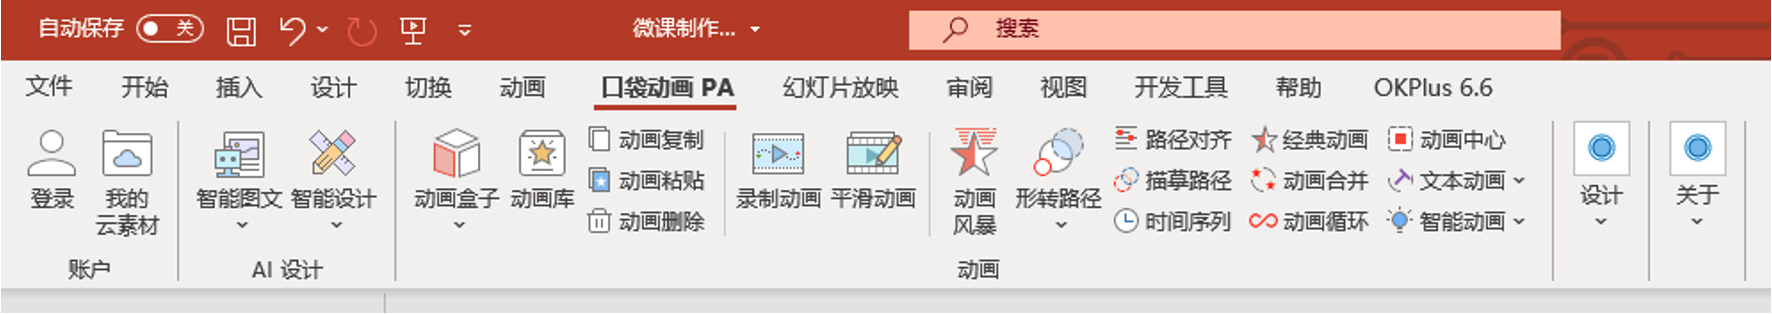 自动保存 关 微课制作... 搜索
文件 开始 插入 设计 切换 动画 口袋动画 PA 幻灯片放映 审阅 视图 开发工具 帮助 OKPlus 6.6
登录
我的
云素材
账户
智能图文 智能设计
AI 设计
动画盒子 动画库
动画复制
动画粘贴
动画删除
录制动画 平滑动画
动画
风暴
形转路径
路径对齐 经典动画 动画中心
描摹路径 动画合并 文本动画
时间序列 动画循环 智能动画
动画
设计
关于